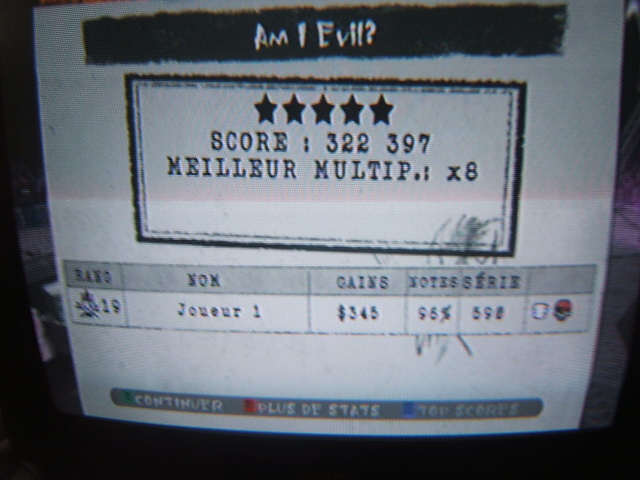 Am I Evil?
SCORE : 322 397
MEILLEUR MULTIP.: x8
RANG NOM GAINS NOTES SÉRIE
19 Joueur 1 $345 96% 598
CONTINUER PLUS DE STATS TOP SCORES